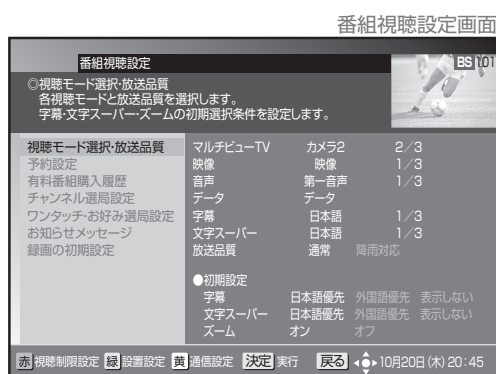 番組視聴設定画面
番組視聴設定
BS 101
◎視聴モード選択・放送品質
各視聴モードと放送品質を選択します。
字幕・文字スーパー・ズームの初期選択条件を設定します。
視聴モード選択・放送品質
予約設定
有料番組購入履歴
チャンネル選局設定
ワンタッチ・お好み選局設定
お知らせメッセージ
録画の初期設定
マルチビューTV カメラ2 2/3
映像 映像 1/3
音声 第一音声 1/3
データ データ
字幕 日本語 1/3
文字スーパー 日本語 1/3
放送品質 通常 降雨対応
●初期設定
字幕 日本語優先 外国語優先 表示しない
文字スーパー 日本語優先 外国語優先 表示しない
ズーム オン オフ
赤 視聴制限設定 緑 設置設定 黄 通信設定 決定 実行 戻る 10月20日(木)20:45